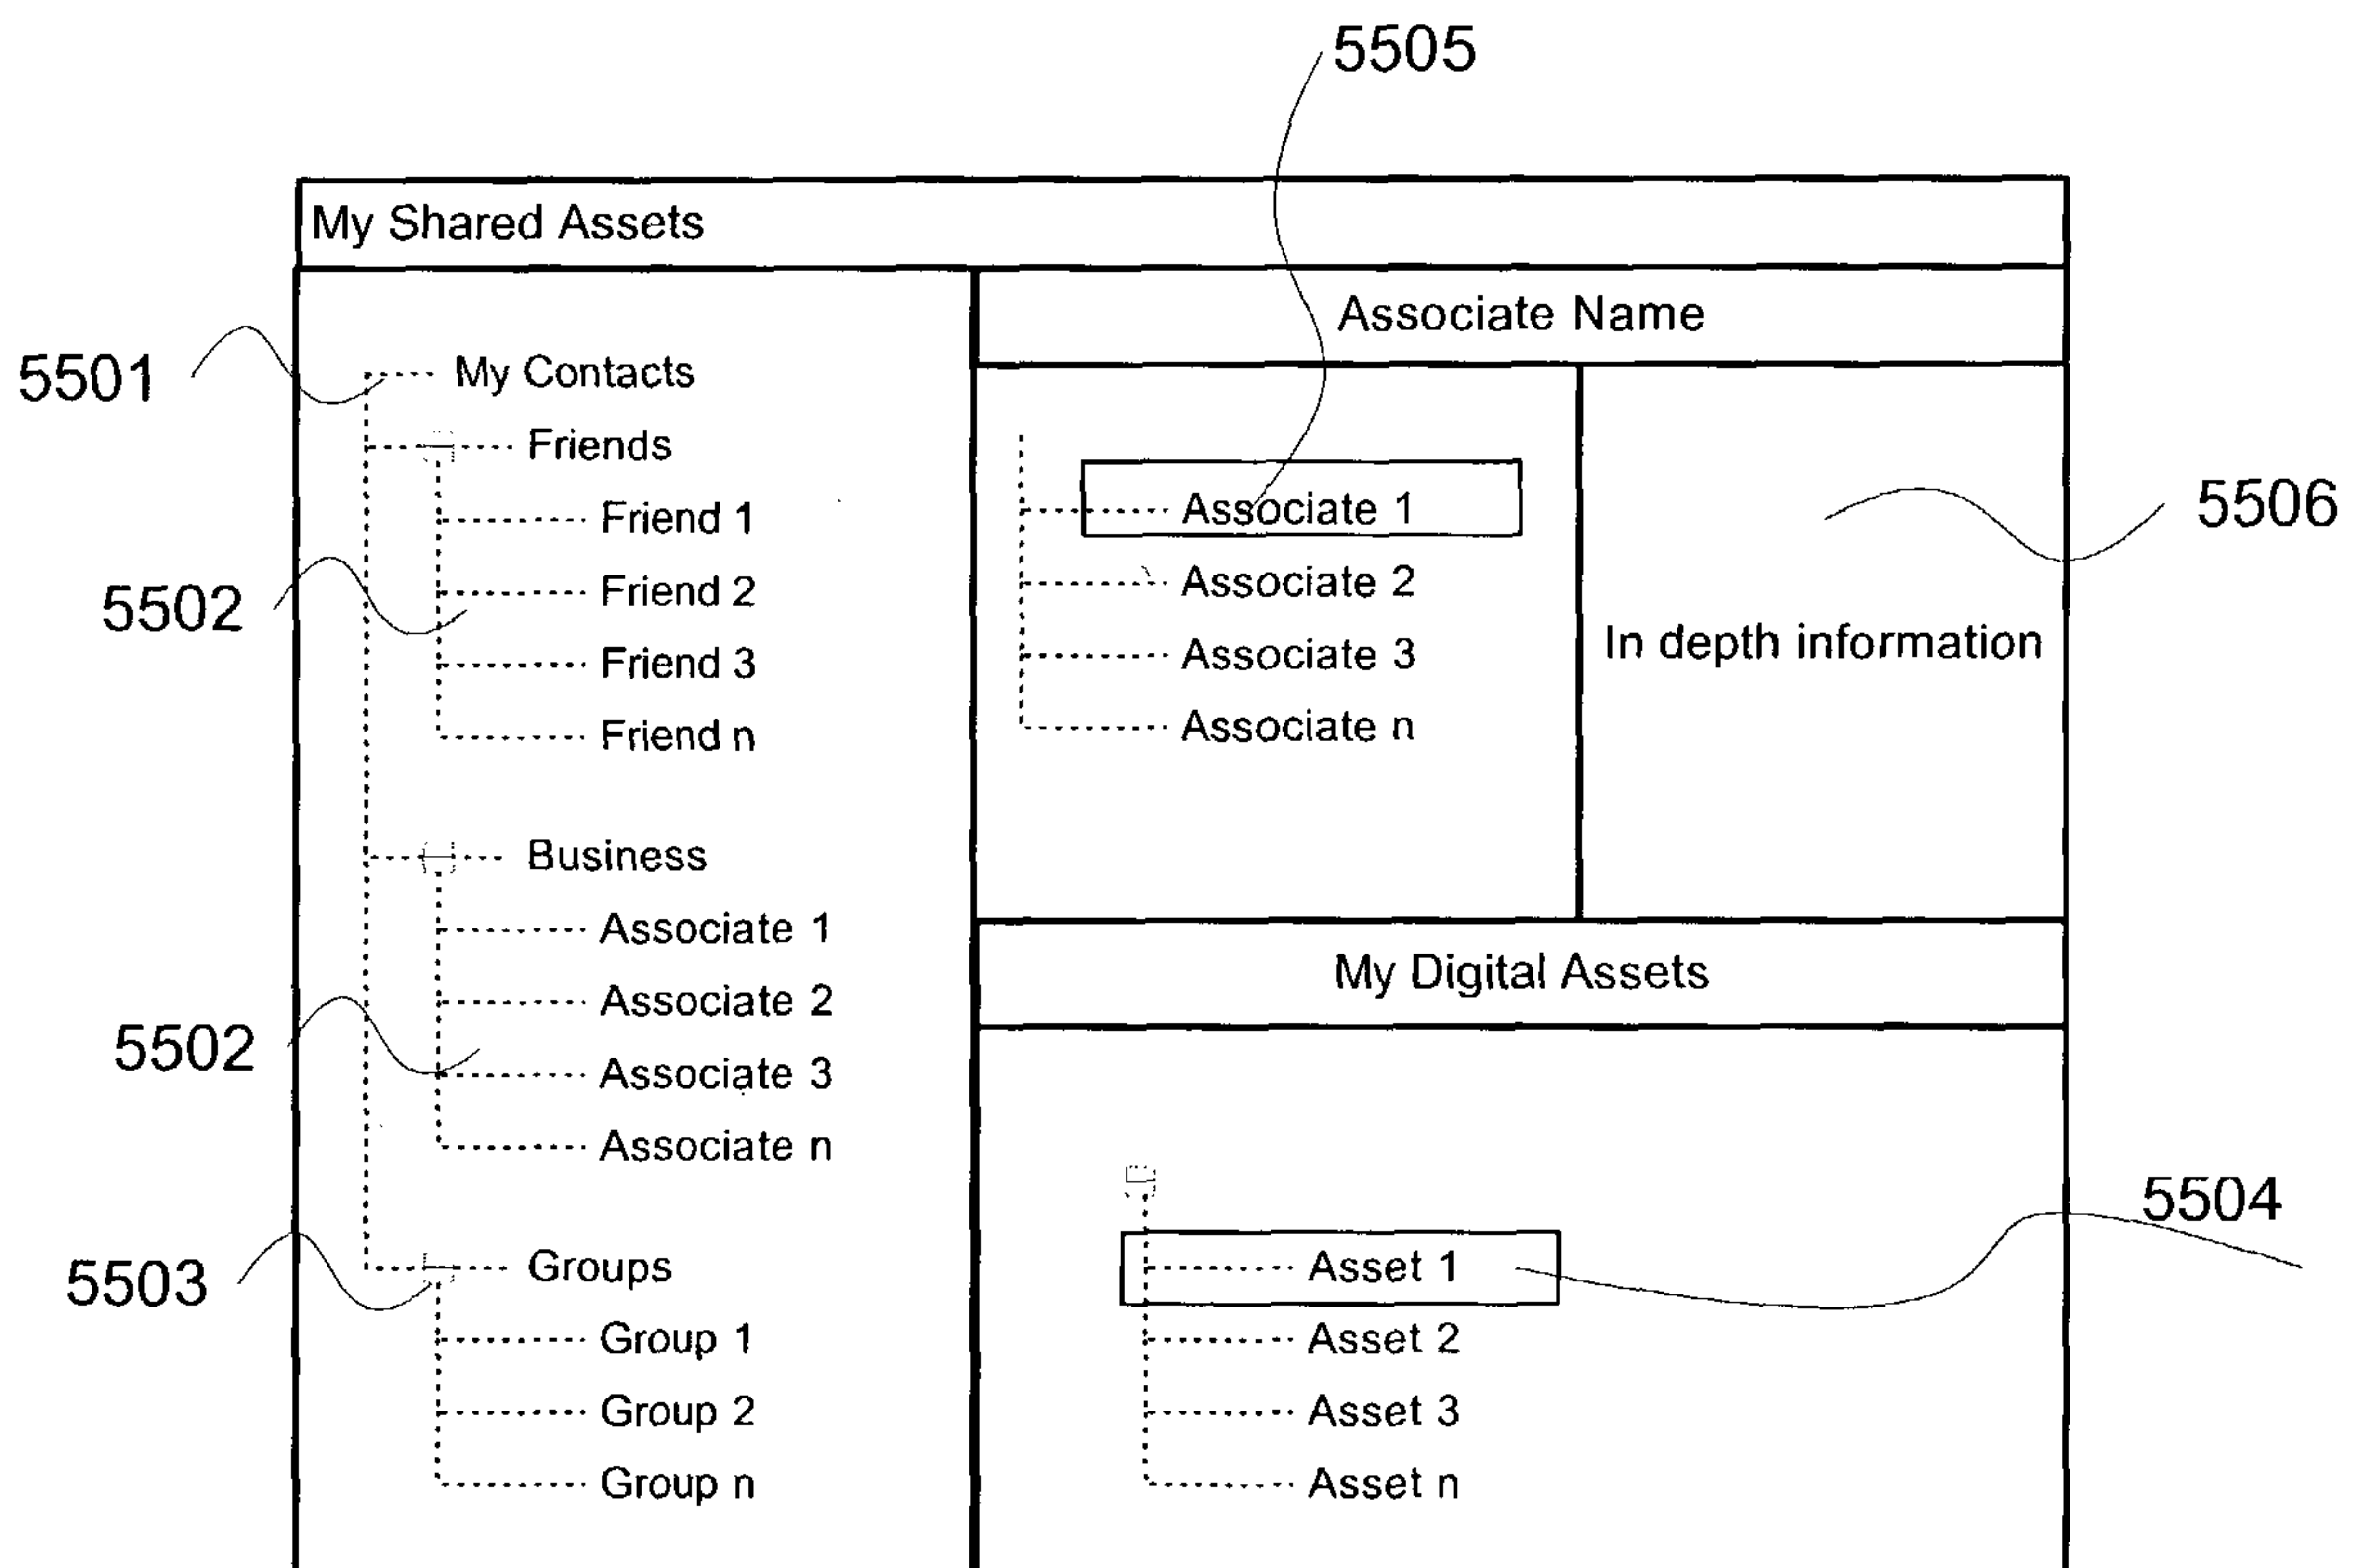 5505
My Shared Assets
Associate Name
5501
My Contacts
Friends
Friend 1
5502
Friend 2
Friend 3
Friend n
Business
Associate 1
Associate 2
5502
Associate 3
Associate n
5503
Groups
Group 1
Group 2
Group n
Associate 1
Associate 2
Associate 3
Associate n
5506
In depth information
My Digital Assets
5504
Asset 1
Asset 2
Asset 3
Asset n